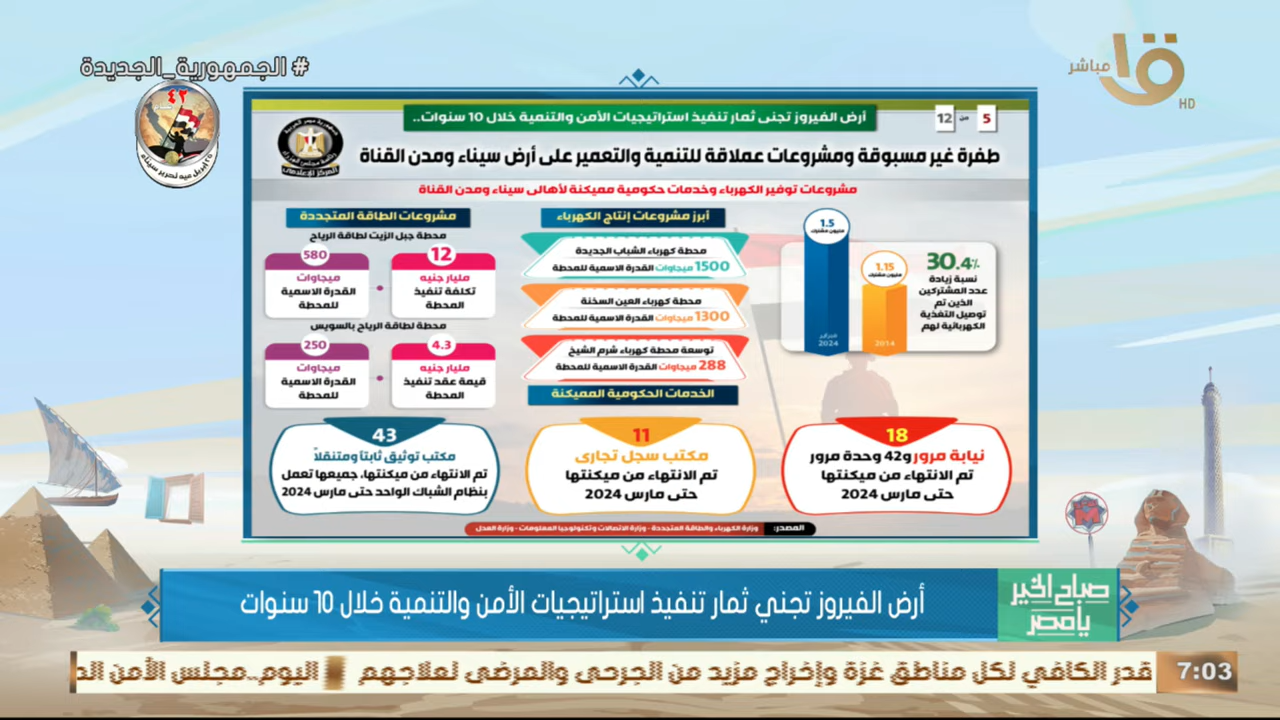 #الجمهورية_الجديدة
مباشر
HD
٤٢
5 من 12
أرض الفيروز تجنى ثمار تنفيذ استراتيجيات الأمن والتنمية خلال 10 سنوات..
طفرة غير مسبوقة ومشروعات عملاقة للتنمية والتعمير على أرض سيناء ومدن القناة
مشروعات توفير الكهرباء وخدمات حكومية مميكنة لأهالى سيناء ومدن القناة
1.5
مليون مشترك
فبراير
2024
1.15
مليون مشترك
2014
30.4%
نسبة زيادة
عدد المشتركين
الذين تم
توصيل التغذية
الكهربائية لهم
أبرز مشروعات إنتاج الكهرباء
محطة كهرباء الشباب الجديدة
1500 ميجاوات القدرة الاسمية للمحطة
محطة كهرباء العين السخنة
1300 ميجاوات القدرة الاسمية للمحطة
توسعة محطة كهرباء شرم الشيخ
288 ميجاوات القدرة الاسمية للمحطة
مشروعات الطاقة المتجددة
محطة جبل الزيت لطاقة الرياح
12
مليار جنيه
تكلفة تنفيذ
المحطة
580
ميجاوات
القدرة الاسمية
للمحطة
محطة لطاقة الرياح بالسويس
4.3
مليار جنيه
قيمة عقد تنفيذ
المحطة
250
ميجاوات
القدرة الاسمية
للمحطة
الخدمات الحكومية المميكنة
18
نيابة مرور و42 وحدة مرور
تم الانتهاء من ميكنتها
حتى مارس 2024
11
مكتب سجل تجارى
تم الانتهاء من ميكنتها
حتى مارس 2024
43
مكتب توثيق ثابتاً ومتنقلاً
تم الانتهاء من ميكنتها، جميعها تعمل
بنظام الشباك الواحد حتى مارس 2024
المصدر: وزارة الكهرباء والطاقة المتجددة - وزارة الاتصالات وتكنولوجيا المعلومات - وزارة العدل
صباح الخير
يا مصر
أرض الفيروز تجني ثمار تنفيذ استراتيجيات الأمن والتنمية خلال 10 سنوات
7:03
قدر الكافي لكل مناطق غزة وإخراج مزيد من الجرحى والمرضى لعلاجهم اليوم..مجلس الأمن الد